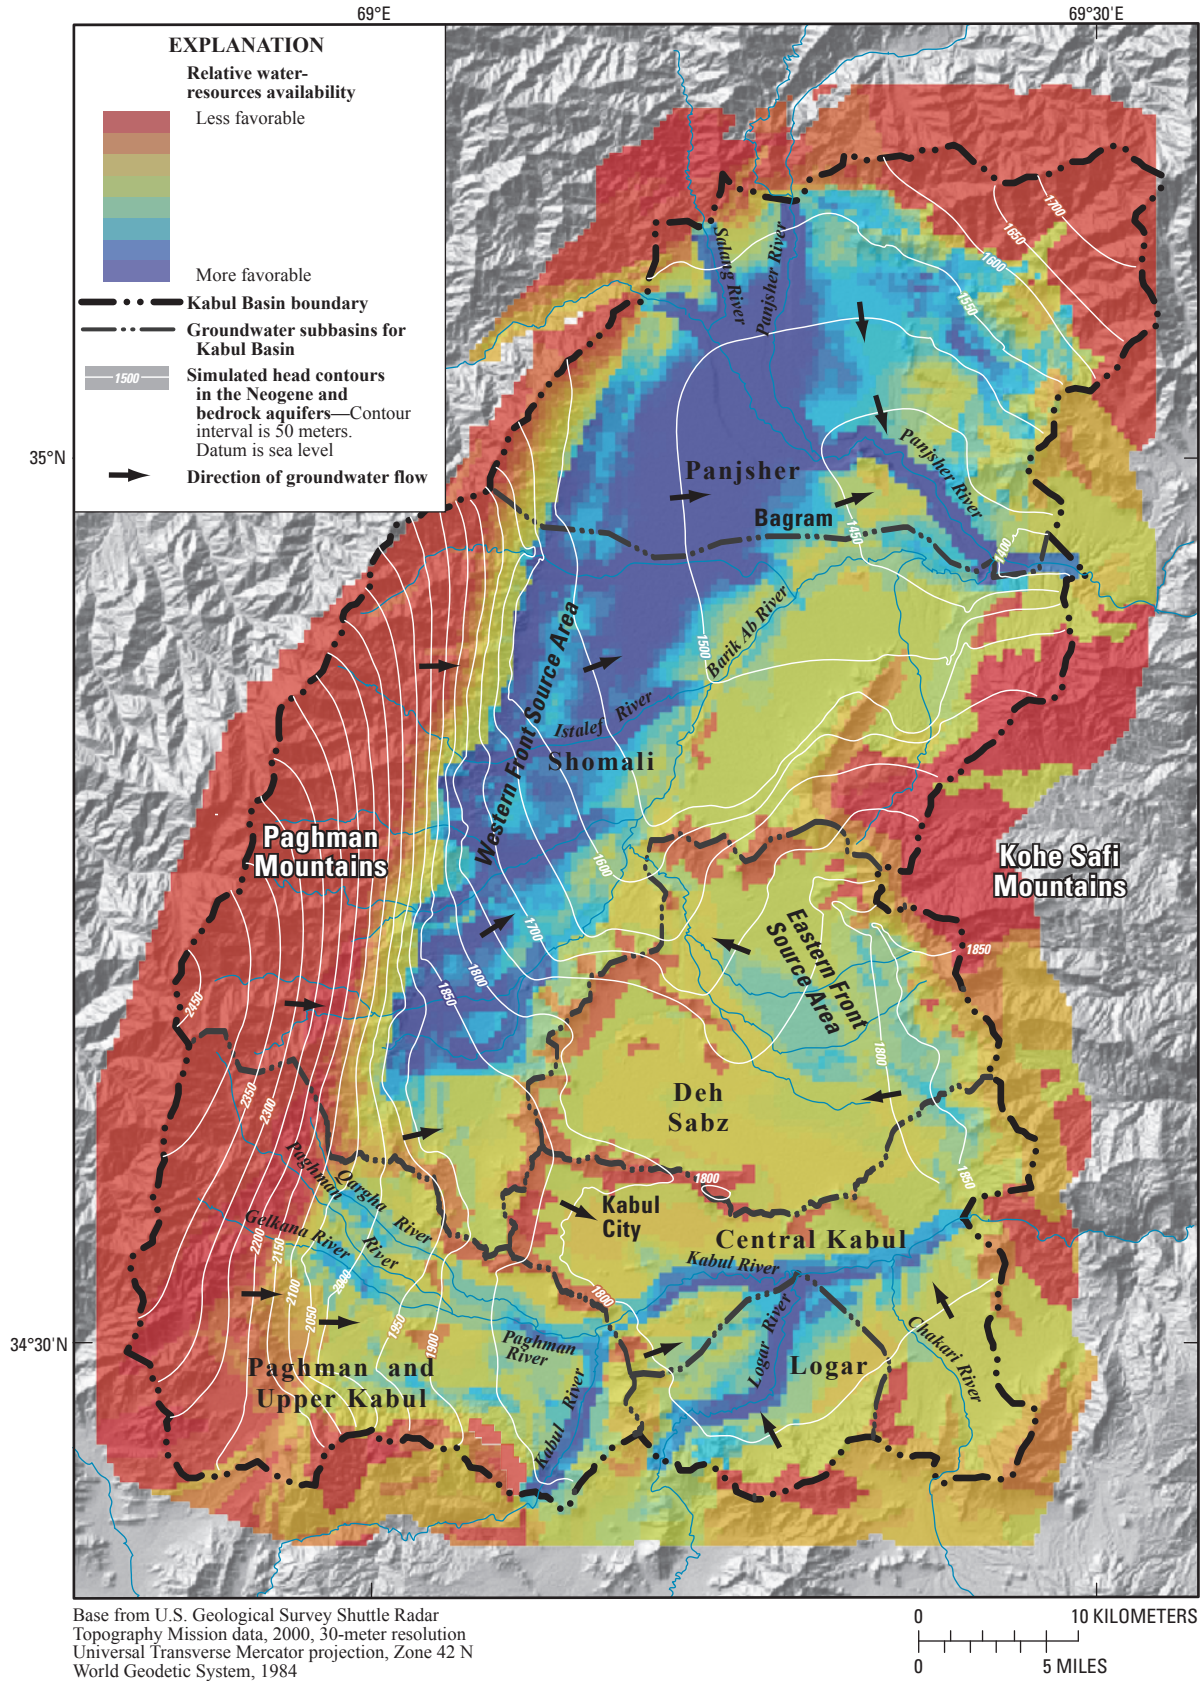 69°E
69°30'E
EXPLANATION
Relative water-
resources availability
Less favorable
More favorable
Kabul Basin boundary
Groundwater subbasins for
Kabul Basin
1500
Simulated head contours
in the Neogene and
bedrock aquifers—Contour
interval is 50 meters.
Datum is sea level
Direction of groundwater flow
1700
1650
1600
1550
Salang River
Panjsher River
35°N
Panjsher River
Panjsher
Bagram
1450
1400
Western Front Source Area
1500
Barik Ab River
Istalef River
Shomali
Paghman
Mountains
Kohe Safi
Mountains
1600
1700
1800
1850
Eastern Front
Source Area
1850
2450
1800
Deh
Sabz
2350
2300
1850
1800
Paghman
River
Qargha River
Gelkana River
Kabul
City
Central Kabul
Kabul River
2200
2150
2100
2050
2000
1950
1900
1800
34°30'N
Paghman
River
Kabul River
Logar River
Logar
Chakari River
Paghman and
Upper Kabul
Base from U.S. Geological Survey Shuttle Radar
Topography Mission data, 2000, 30-meter resolution
Universal Transverse Mercator projection, Zone 42 N
World Geodetic System, 1984
0
10 KILOMETERS
0
5 MILES